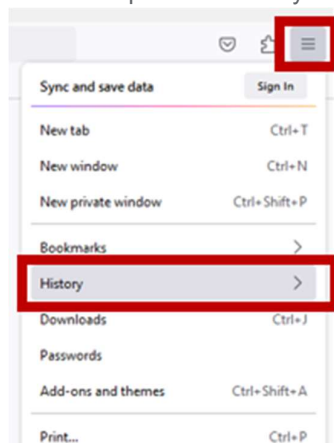 Sync and save data Sign In
New tab Ctrl+T
New window Ctrl+N
New private window Ctrl+Shift+P
Bookmarks
History
Downloads Ctrl+J
Passwords
Add-ons and themes Ctrl+Shift+A
Print... Ctrl+P